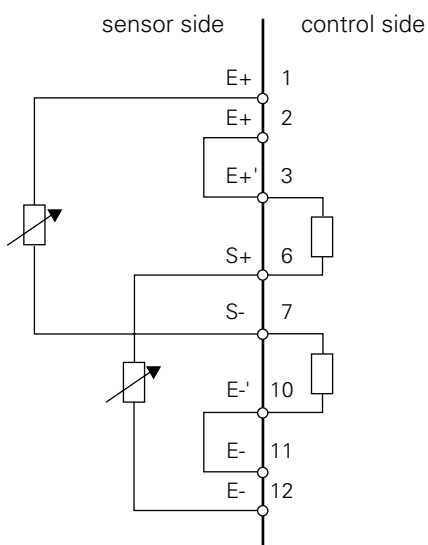 sensor side control side
E+ 1
E+ 2
E+' 3
S+ 6
S- 7
E-' 10
E- 11
E- 12